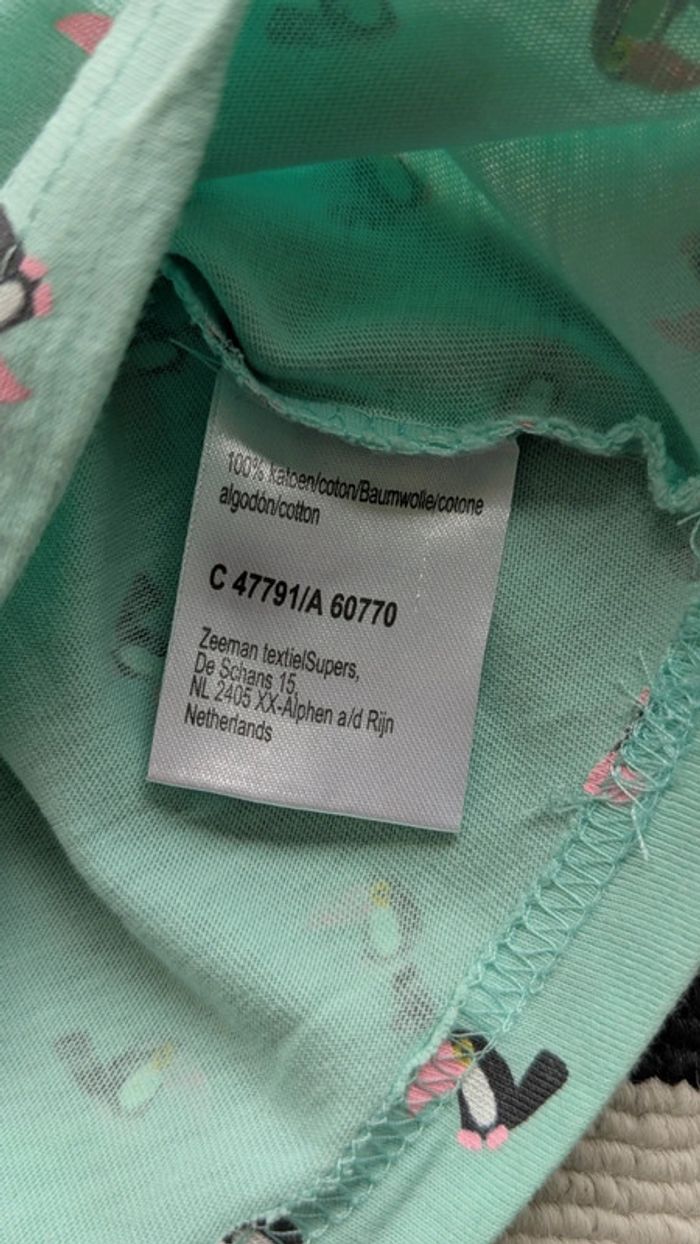 100% katoen/coton/Baumwolle/cotone
algodón/cotton
C 47791/A 60770
Zeeman textielSupers,
De Schans 15,
NL 2405 XX-Alphen a/d Rijn
Netherlands